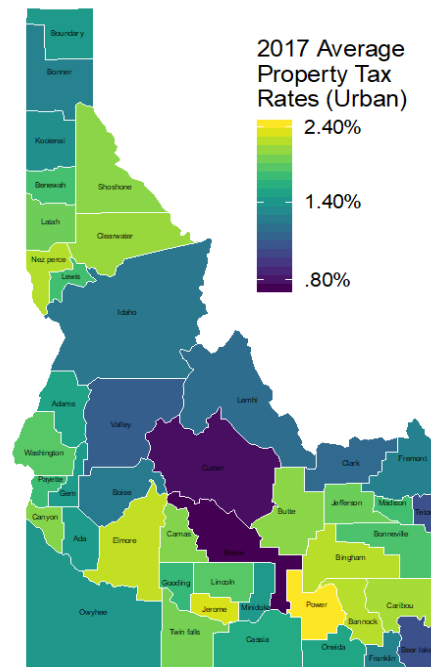 Boundary
Bonner
2017 Average
Property Tax
Rates (Urban)
2.40%
Kootenai
Benewah
Shoshone
1.40%
Latah
Clearwater
Nez perce
Lewis
.80%
Idaho
Lemhi
Adams
Valley
Washington
Custer
Clark
Fremont
Payette
Gem
Boise
Butte
Jefferson
Madison
Teton
Canyon
Ada
Elmore
Camas
Blaine
Bonneville
Bingham
Gooding
Lincoln
Owyhee
Jerome
Minidoka
Power
Bannock
Caribou
Twin falls
Cassia
Oneida
Franklin
Bear lake